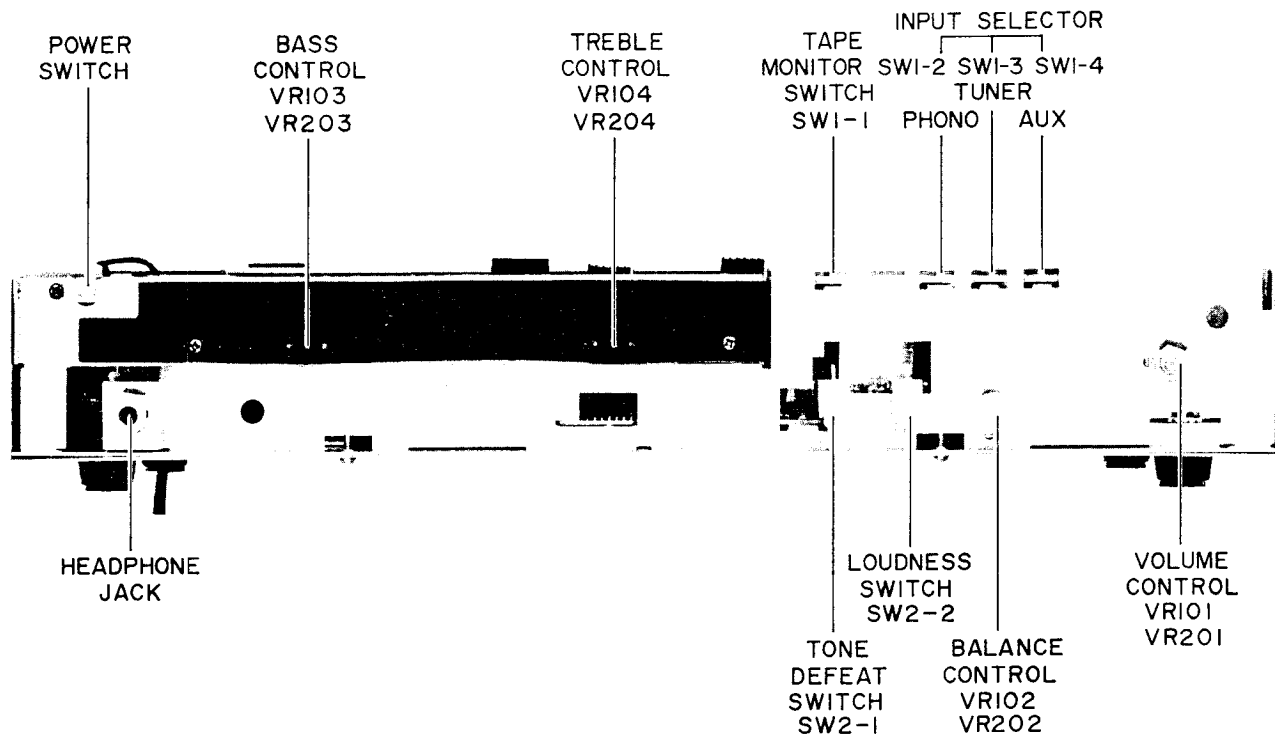 POWER
SWITCH
BASS
CONTROL
VR103
VR203
TREBLE
CONTROL
VR104
VR204
TAPE
MONITOR
SWITCH
SW1-1
INPUT SELECTOR
SW1-2 SW1-3 SW1-4
TUNER
PHONO AUX
HEADPHONE
JACK
TONE
DEFEAT
SWITCH
SW2-1
LOUDNESS
SWITCH
SW2-2
BALANCE
CONTROL
VR102
VR202
VOLUME
CONTROL
VR101
VR201